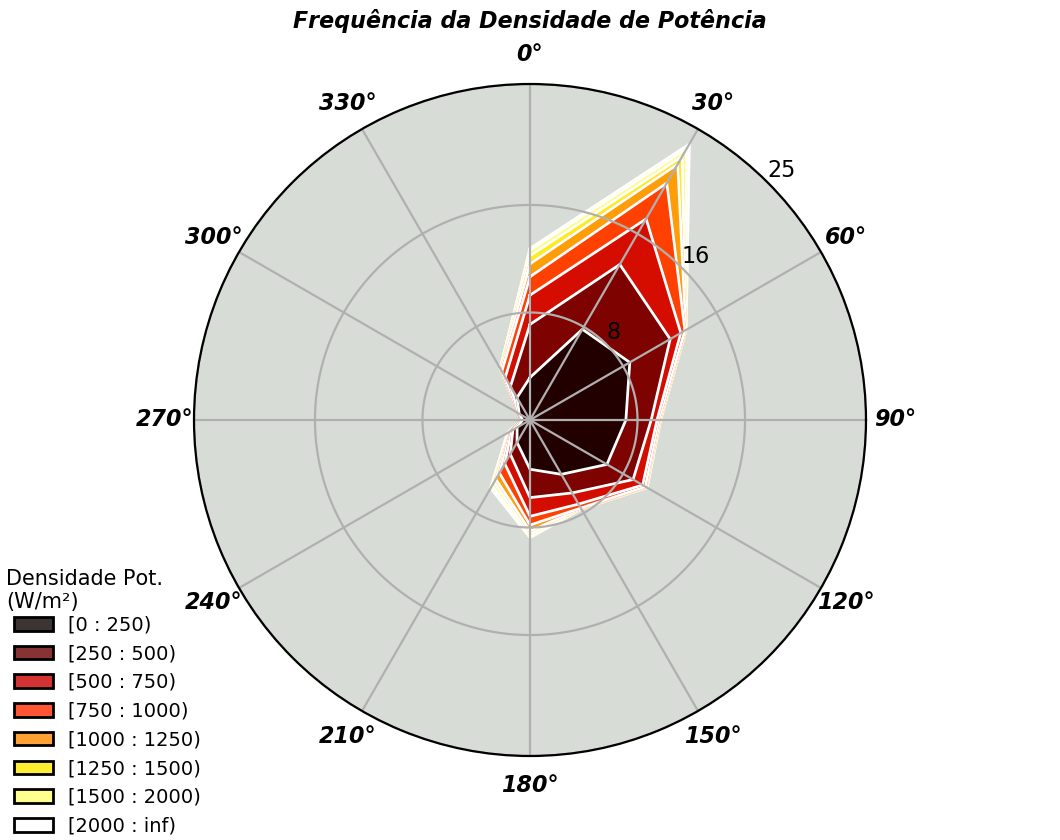 Frequência da Densidade de Potência
0°
330°
30°
25
300°
60°
16
8
270°
90°
240°
120°
210°
150°
180°
Densidade Pot.
(W/m²)
[0 : 250)
[250 : 500)
[500 : 750)
[750 : 1000)
[1000 : 1250)
[1250 : 1500)
[1500 : 2000)
[2000 : inf)